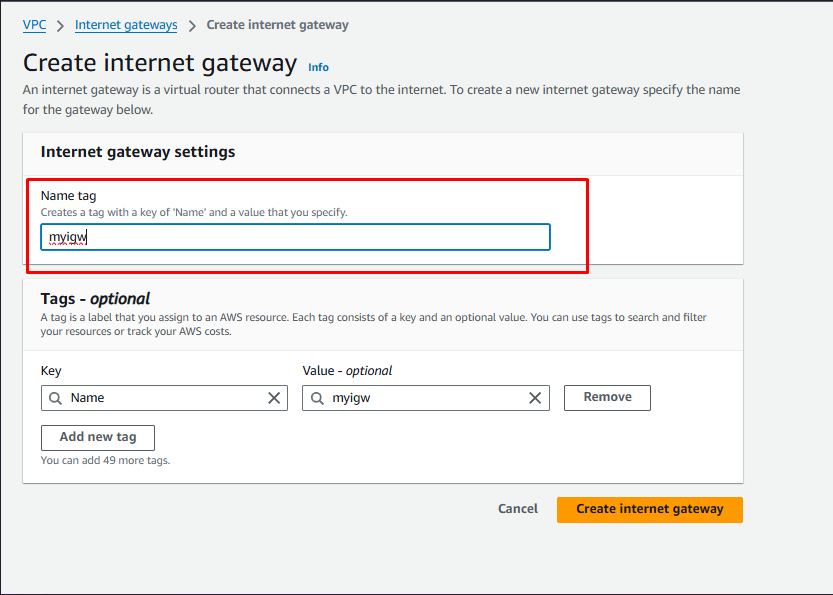 VPC > Internet gateways > Create internet gateway
Create internet gateway Info
An internet gateway is a virtual router that connects a VPC to the internet. To create a new internet gateway specify the name
for the gateway below.
Internet gateway settings
Name tag
Creates a tag with a key of 'Name' and a value that you specify.
myigw
Tags - optional
A tag is a label that you assign to an AWS resource. Each tag consists of a key and an optional value. You can use tags to search and filter
your resources or track your AWS costs.
Key Value - optional
Name myigw Remove
Add new tag
You can add 49 more tags.
Cancel Create internet gateway